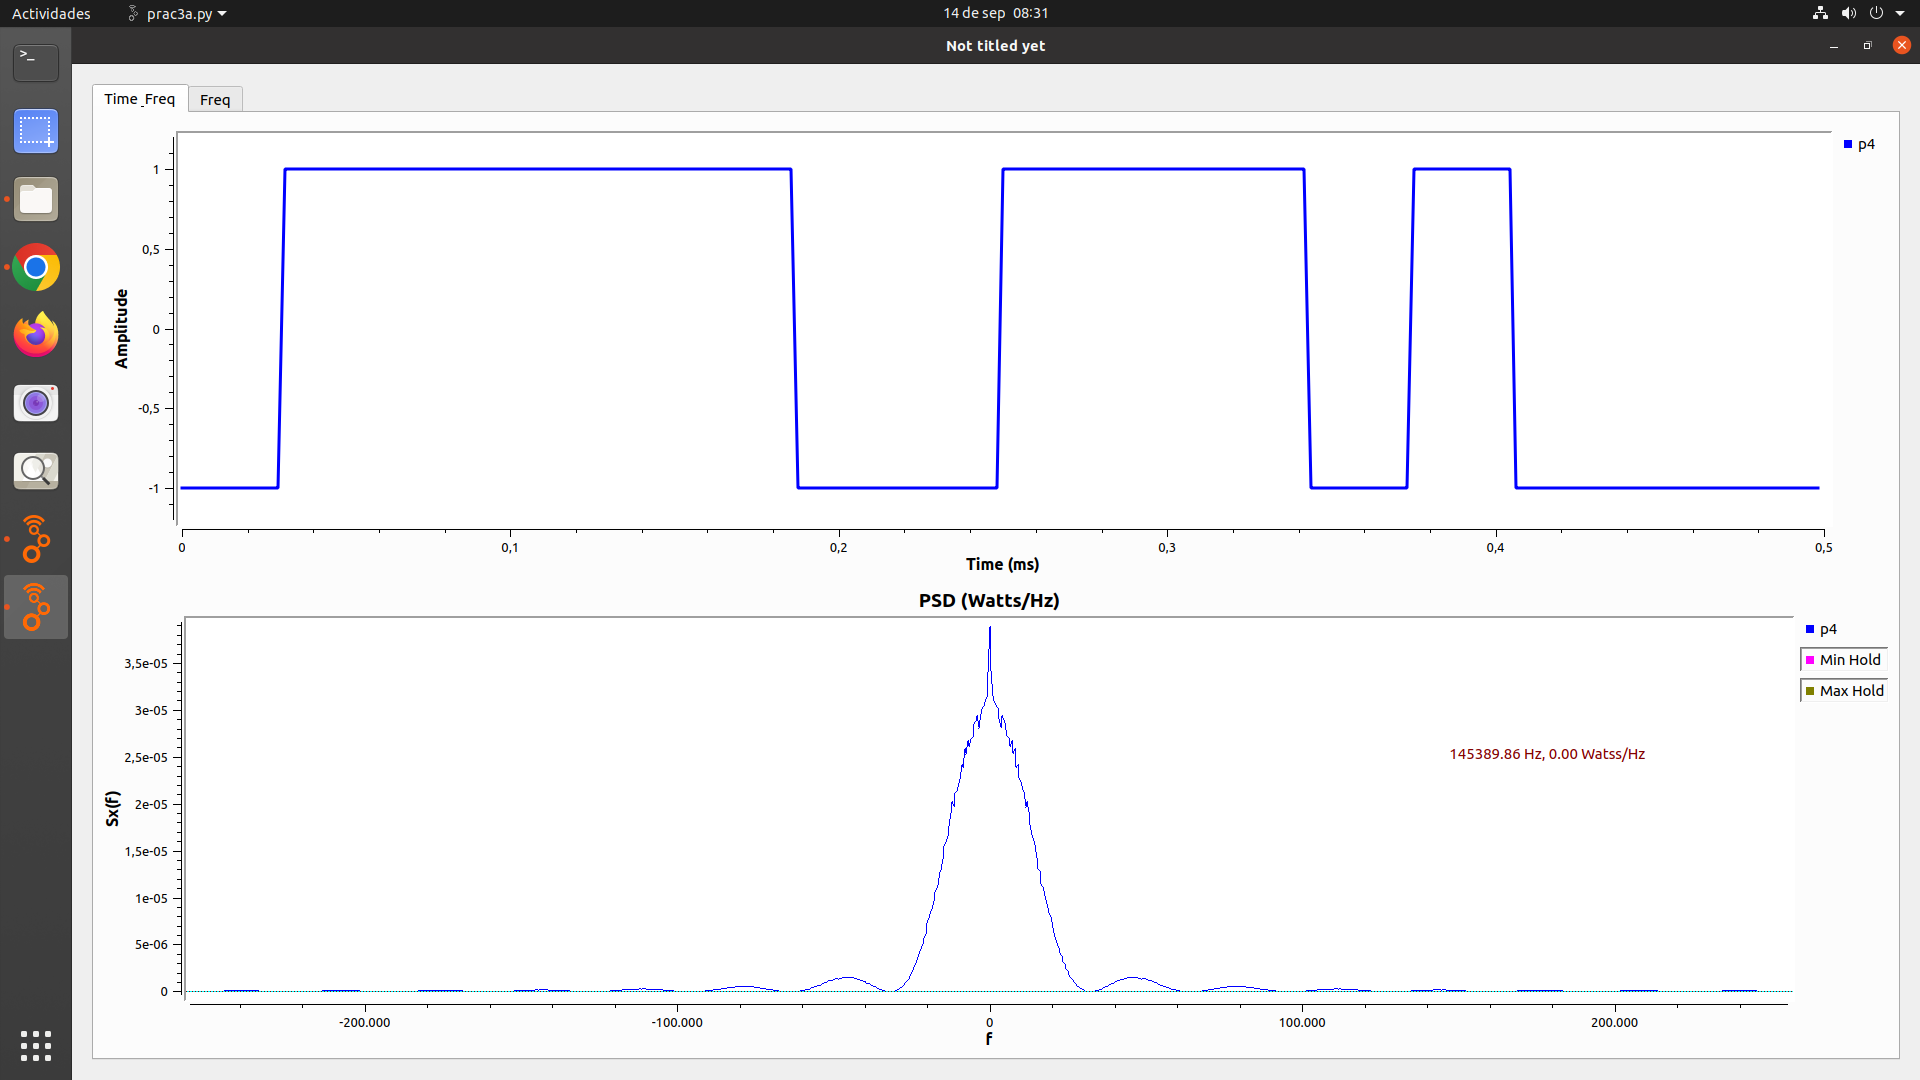 Actividades
prac3a.py
14 de sep 08:31
Not titled yet
>_
Time_Freq
Freq
p4
1
0,5
0
-0,5
-1
Amplitude
0
0,1
0,2
0,3
0,4
0,5
Time (ms)
PSD (Watts/Hz)
p4
Min Hold
Max Hold
145389.86 Hz, 0.00 Watss/Hz
3,5e-05
3e-05
2,5e-05
2e-05
1,5e-05
1e-05
5e-06
0
Sx(f)
-200.000
-100.000
0
100.000
200.000
f